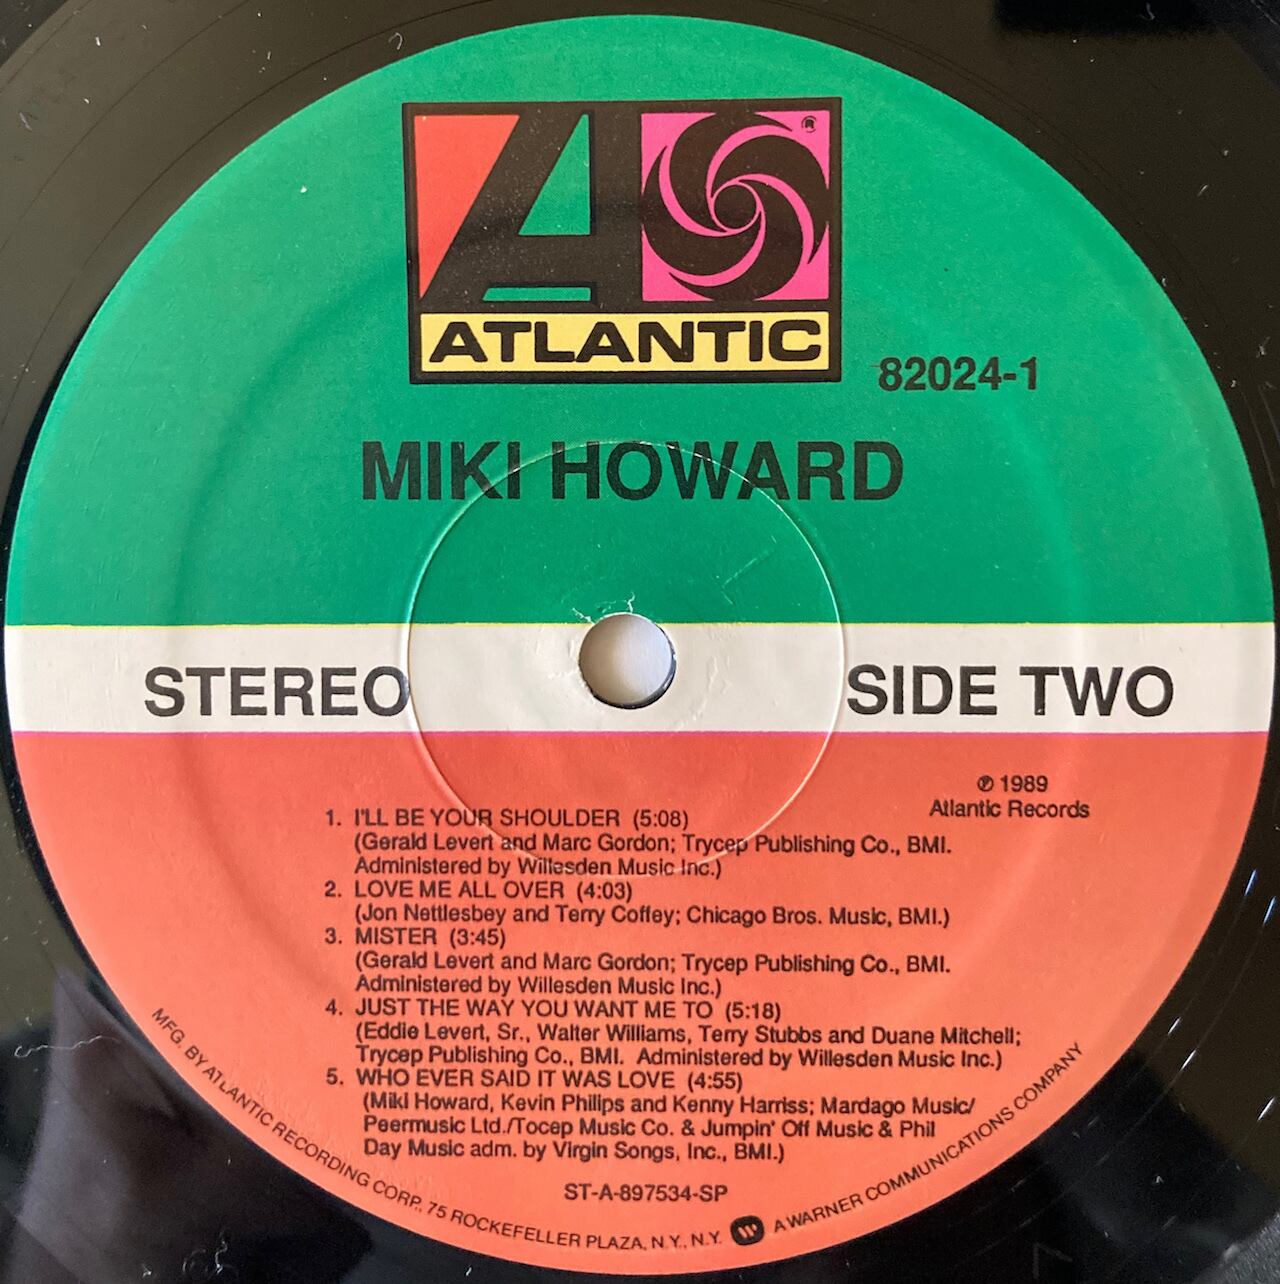 ATLANTIC
82024-1
MIKI HOWARD
STEREO
SIDE TWO
℗ 1989
Atlantic Records
1. I'LL BE YOUR SHOULDER (5:08)
(Gerald Levert and Marc Gordon; Trycep Publishing Co., BMI.
Administered by Willesden Music Inc.)
2. LOVE ME ALL OVER (4:03)
(Jon Nettlesbey and Terry Coffey; Chicago Bros. Music, BMI.)
3. MISTER (3:45)
(Gerald Levert and Marc Gordon; Trycep Publishing Co., BMI.
Administered by Willesden Music Inc.)
4. JUST THE WAY YOU WANT ME TO (5:18)
(Eddie Levert, Sr., Walter Williams, Terry Stubbs and Duane Mitchell;
Trycep Publishing Co., BMI. Administered by Willesden Music Inc.)
5. WHO EVER SAID IT WAS LOVE (4:55)
(Miki Howard, Kevin Philips and Kenny Harriss; Mardago Music/
Peermusic Ltd./Tocep Music Co. & Jumpin' Off Music & Phil
Day Music adm. by Virgin Songs, Inc., BMI.)
ST-A-897534-SP
MFG. BY ATLANTIC RECORDING CORP., 75 ROCKEFELLER PLAZA, N.Y., N.Y. A WARNER COMMUNICATIONS COMPANY